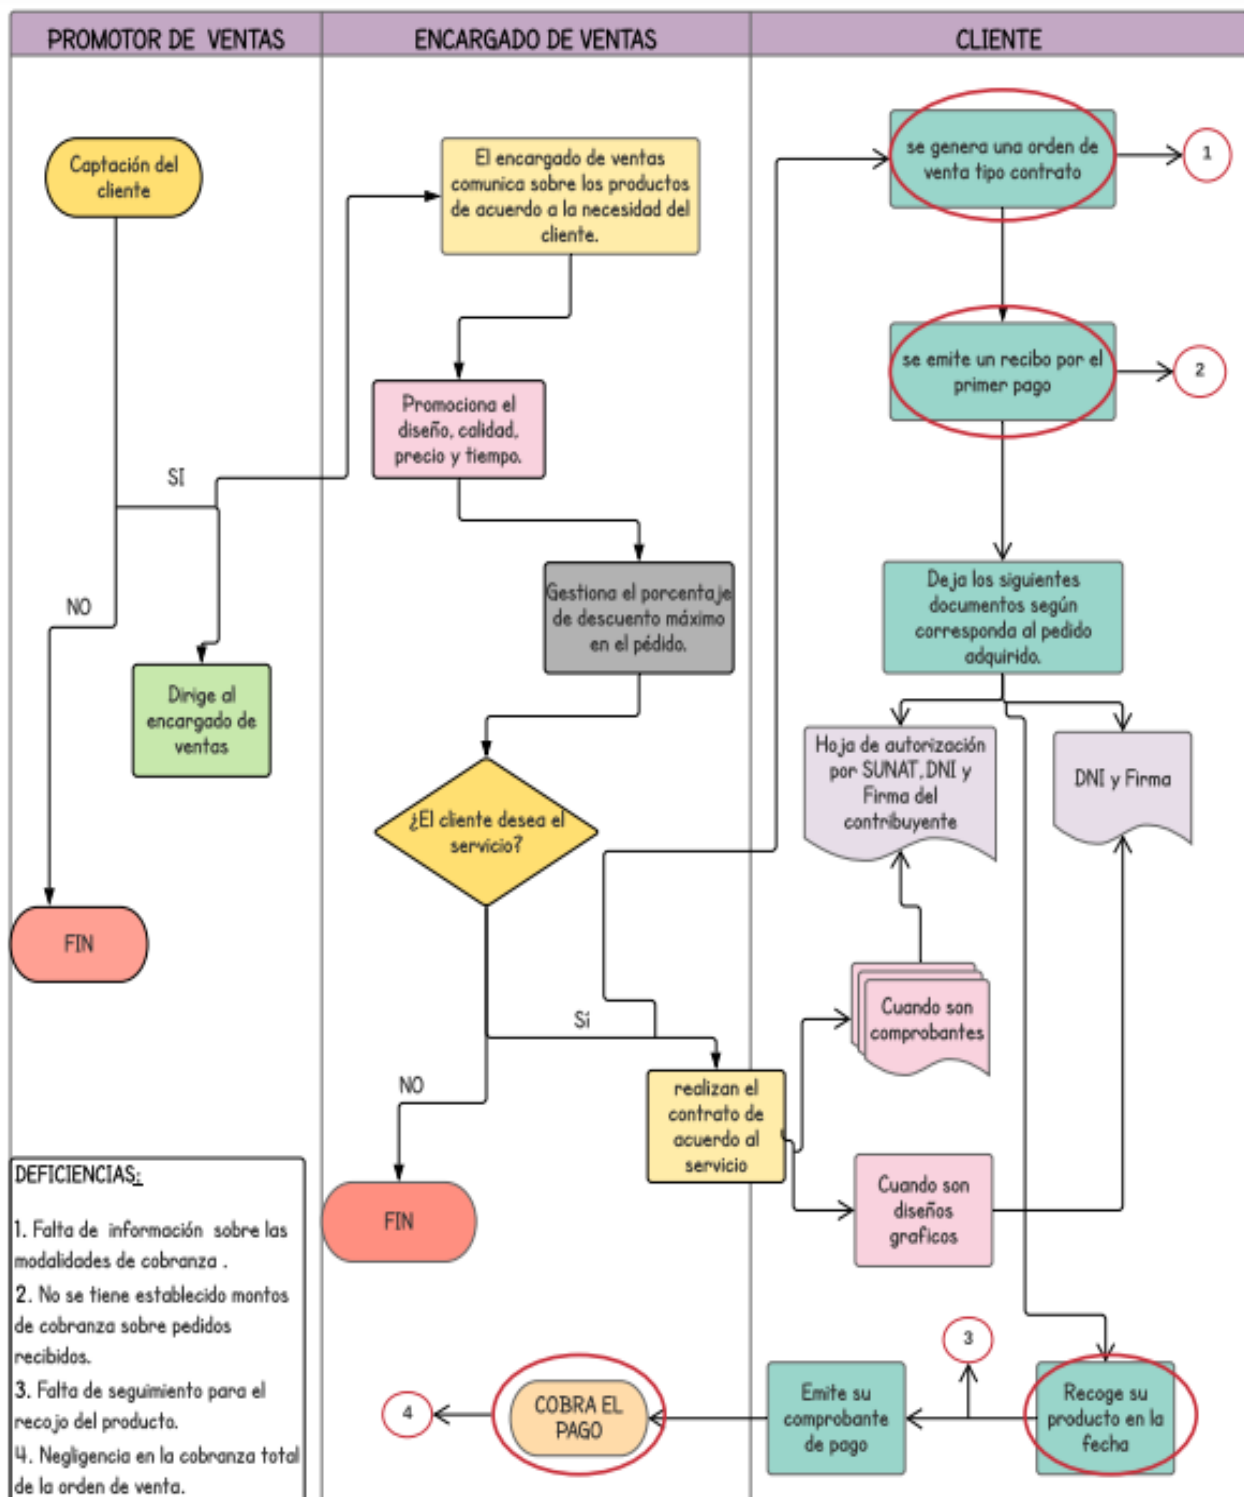 PROMOTOR DE VENTAS
ENCARGADO DE VENTAS
CLIENTE
Captación del
cliente
SI
NO
Dirige al
encargado de
ventas
FIN
El encargado de ventas
comunica sobre los productos
de acuerdo a la necesidad del
cliente.
Promociona el
diseño, calidad,
precio y tiempo.
Gestiona el porcentaje
de descuento máximo
en el pédido.
¿El cliente desea el
servicio?
Sí
NO
realizan el
contrato de
acuerdo al
servicio
FIN
se genera una orden de
venta tipo contrato
1
se emite un recibo por el
primer pago
2
Deja los siguientes
documentos según
corresponda al pedido
adquirido.
Hoja de autorización
por SUNAT, DNI y
Firma del
contribuyente
DNI y Firma
Cuando son
comprobantes
Cuando son
diseños
graficos
3
Recoge su
producto en la
fecha
Emite su
comprobante
de pago
COBRA EL
PAGO
4
DEFICIENCIAS:
1. Falta de información sobre las
modalidades de cobranza .
2. No se tiene establecido montos
de cobranza sobre pedidos
recibidos.
3. Falta de seguimiento para el
recojo del producto.
4. Negligencia en la cobranza total
de la orden de venta.